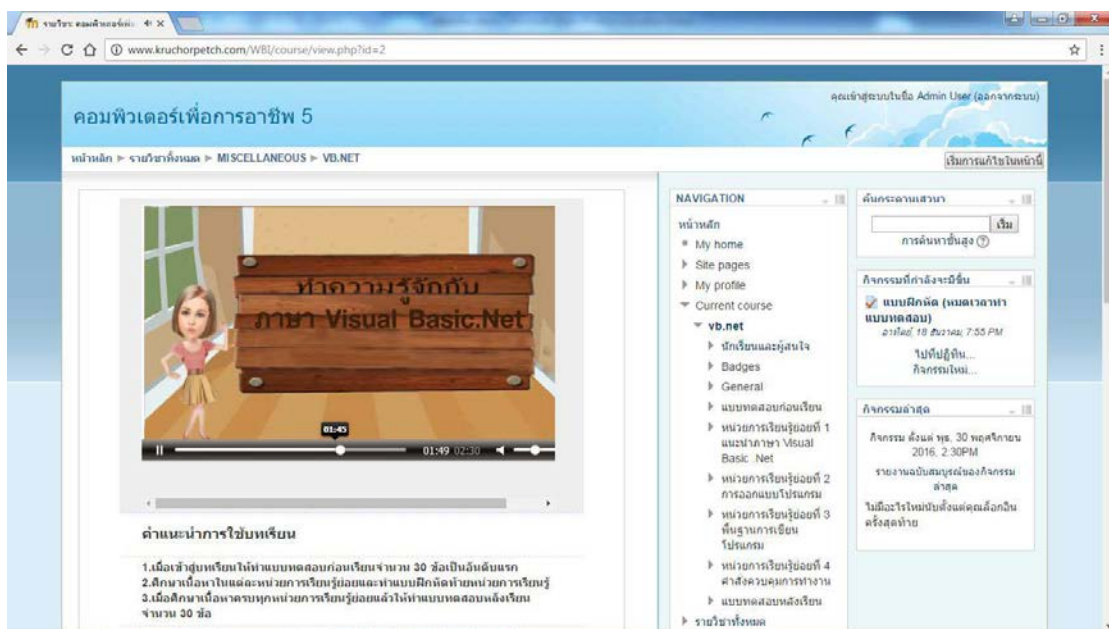 รายวิชา: คอมพิวเตอร์เพื่อ
www.kruchorpetch.com/WBI/course/view.php?id=2
คุณเข้าสู่ระบบในชื่อ Admin User (ออกจากระบบ)
คอมพิวเตอร์เพื่อการอาชีพ 5
หน้าหลัก ► รายวิชาทั้งหมด ► MISCELLANEOUS ► VB.NET
เริ่มการแก้ไขในหน้านี้
ทำความรู้จักกับ
ภาษา Visual Basic.Net
01:45
01:49 02:30
คำแนะนำการใช้บทเรียน
1.เมื่อเข้าสู่บทเรียนให้ทำแบบทดสอบก่อนเรียนจำนวน 30 ข้อเป็นอันดับแรก
2.ศึกษาเนื้อหาในแต่ละหน่วยการเรียนรู้ย่อยและทำแบบฝึกหัดท้ายหน่วยการเรียนรู้
3.เมื่อศึกษาเนื้อหาครบทุกหน่วยการเรียนรู้ย่อยแล้วให้ทำแบบทดสอบหลังเรียน
จำนวน 30 ข้อ
NAVIGATION
หน้าหลัก
My home
Site pages
My profile
Current course
vb.net
นักเรียนและผู้สนใจ
Badges
General
แบบทดสอบก่อนเรียน
หน่วยการเรียนรู้ย่อยที่ 1
แนะนำภาษา Visual
Basic .Net
หน่วยการเรียนรู้ย่อยที่ 2
การออกแบบโปรแกรม
หน่วยการเรียนรู้ย่อยที่ 3
พื้นฐานการเขียน
โปรแกรม
หน่วยการเรียนรู้ย่อยที่ 4
คำสั่งควบคุมการทำงาน
แบบทดสอบหลังเรียน
รายวิชาทั้งหมด
ค้นกระดานเสวนา
เริ่ม
การค้นหาขั้นสูง
กิจกรรมที่กำลังจะมีขึ้น
แบบฝึกหัด (หมดเวลาทำ
แบบทดสอบ)
อาทิตย์, 18 ธันวาคม, 7:55 PM
ไปที่ปฏิทิน...
กิจกรรมใหม่...
กิจกรรมล่าสุด
กิจกรรม ตั้งแต่ พุธ, 30 พฤศจิกายน
2016, 2:30PM
รายงานฉบับสมบูรณ์ของกิจกรรม
ล่าสุด
ไม่มีอะไรใหม่นับตั้งแต่คุณล็อกอิน
ครั้งสุดท้าย